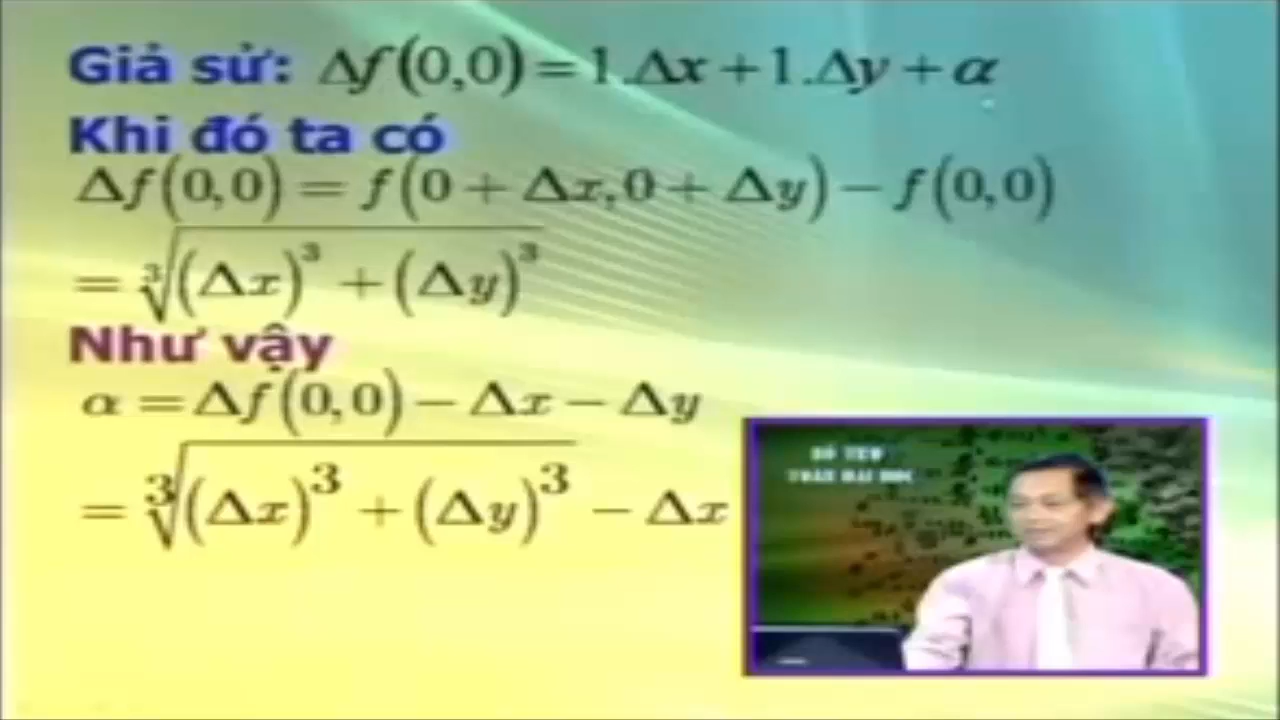 Giả sử: Δf(0,0) = 1.Δx + 1.Δy + α
Khi đó ta có
Δf(0,0) = f(0 + Δx, 0 + Δy) − f(0,0)
= ∛((Δx)³ + (Δy)³)
Như vậy
α = Δf(0,0) − Δx − Δy
= ∛((Δx)³ + (Δy)³) − Δx